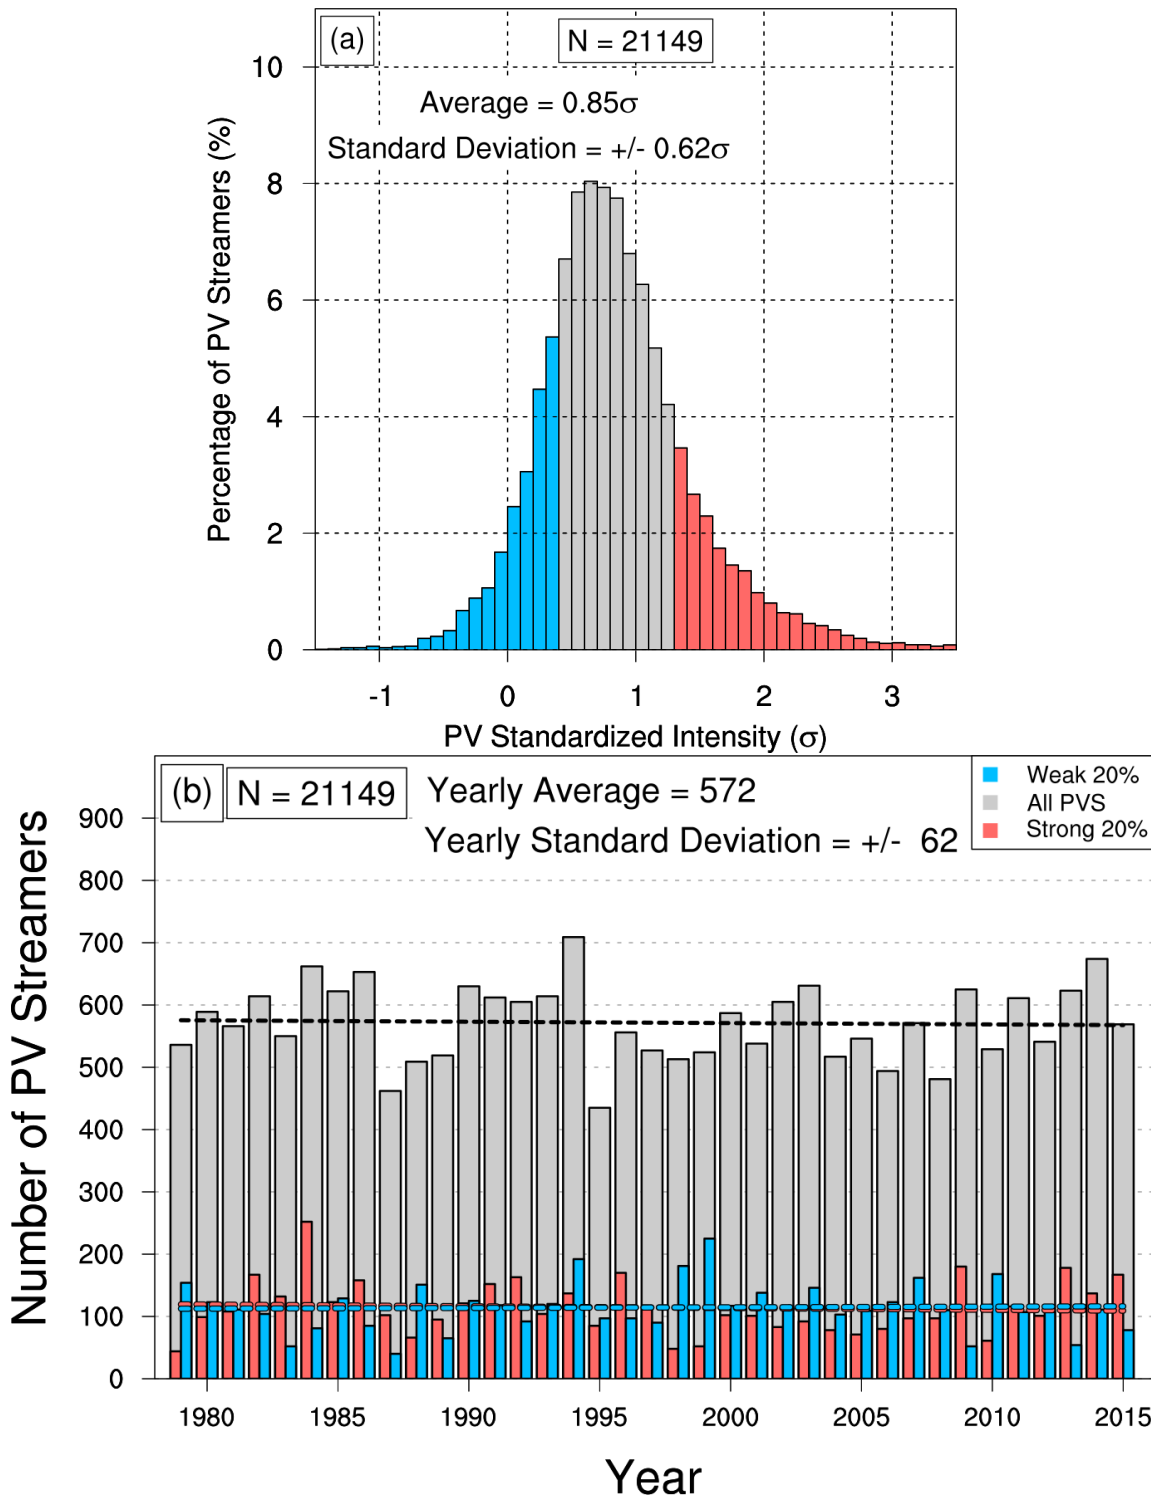 (a)
N = 21149
Average = 0.85σ
Standard Deviation = +/- 0.62σ
Percentage of PV Streamers (%)
10
8
6
4
2
0
-1 0 1 2 3
PV Standardized Intensity (σ)
(b)
N = 21149
Yearly Average = 572
Yearly Standard Deviation = +/- 62
Weak 20%
All PVS
Strong 20%
Number of PV Streamers
900
800
700
600
500
400
300
200
100
0
1980 1985 1990 1995 2000 2005 2010 2015
Year